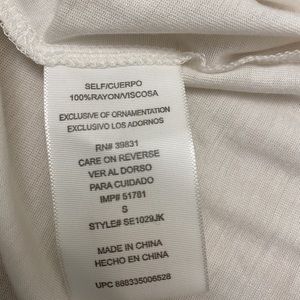 SELF/CUERPO
100%RAYON/VISCOSA
EXCLUSIVE OF ORNAMENTATION
EXCLUSIVO LOS ADORNOS
RN# 39831
CARE ON REVERSE
VER AL DORSO
PARA CUIDADO
IMP# 51781
S
STYLE# SE1029JK
MADE IN CHINA
HECHO EN CHINA
UPC 888335008528